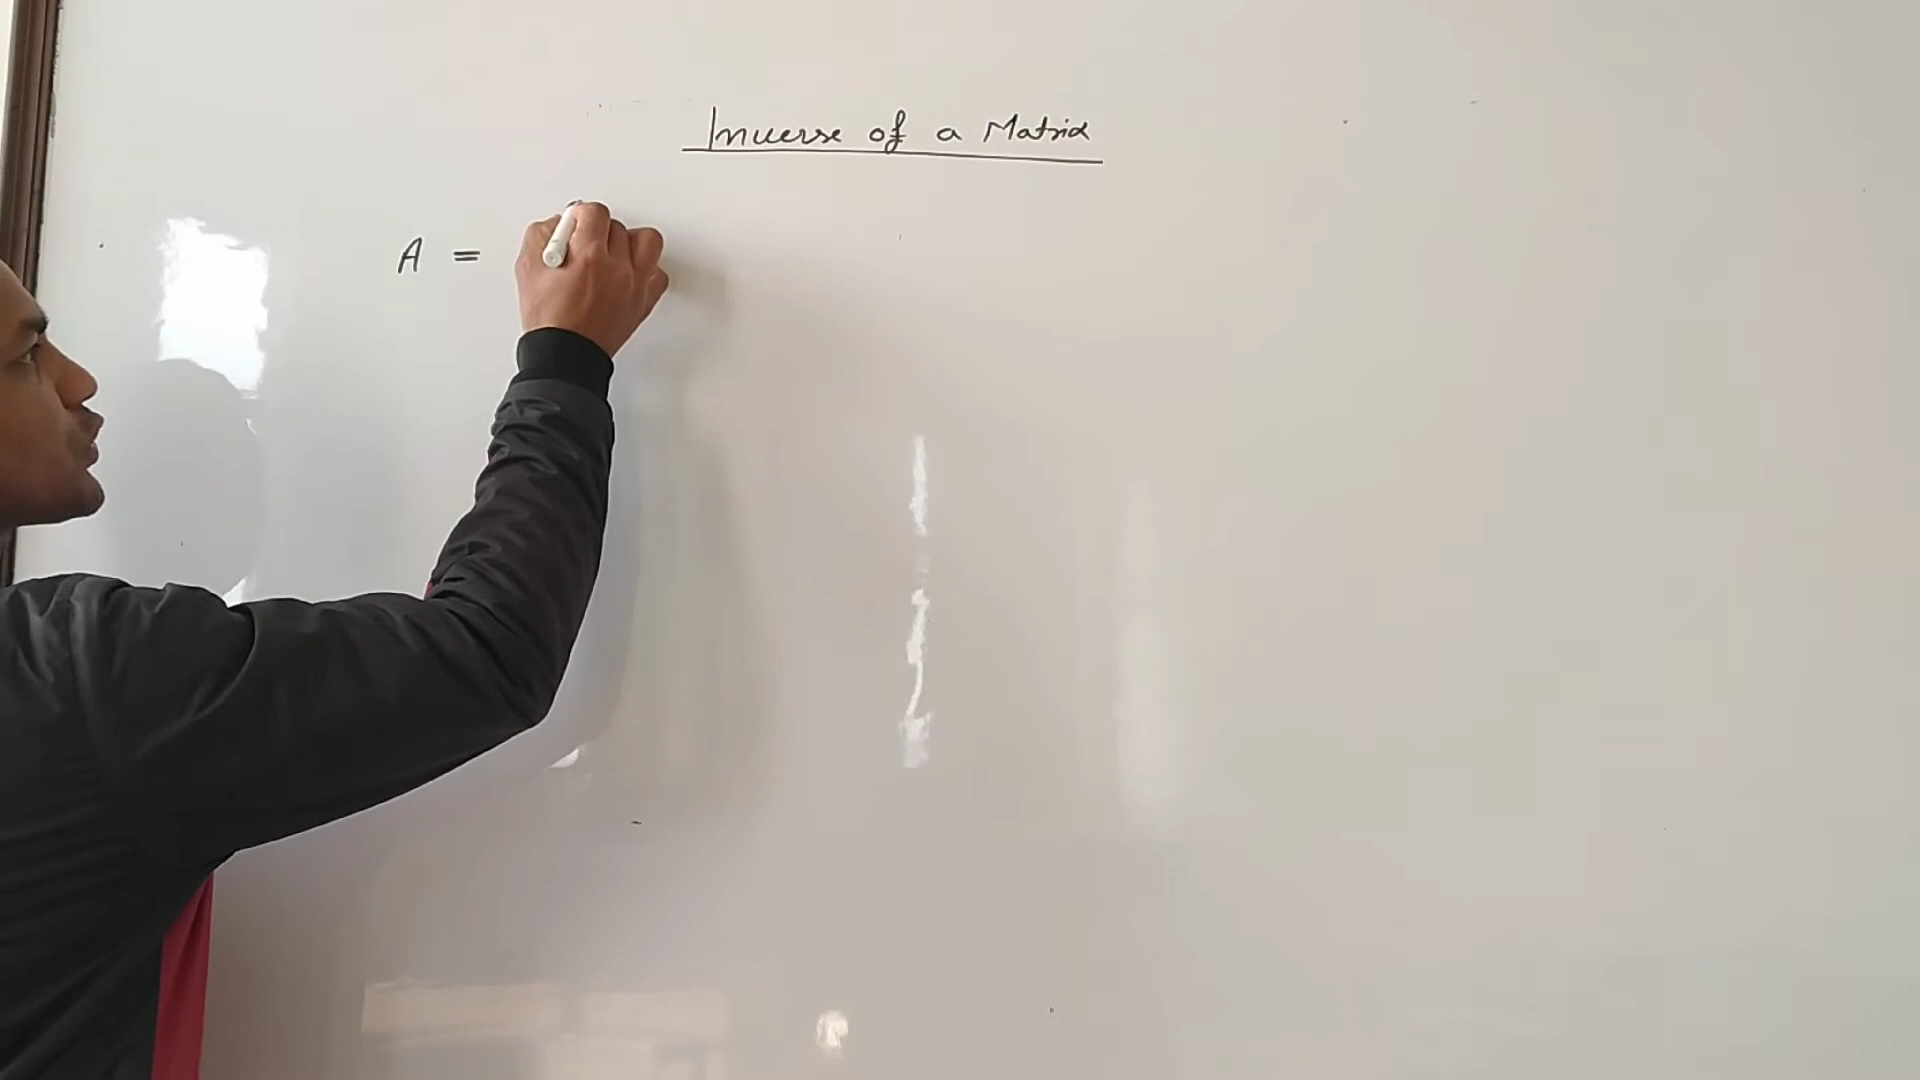 Inverse of a Matrix
A =